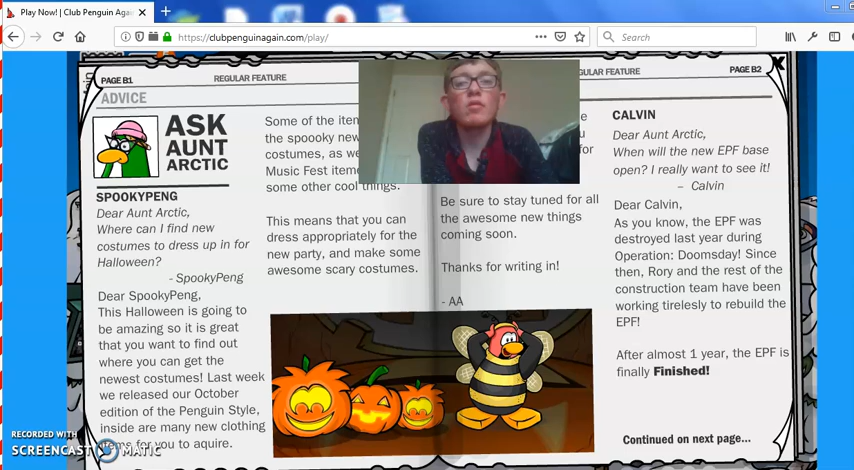 Play Now! | Club Penguin Agai
https://clubpenguinagain.com/play/
Search
PAGE B1
REGULAR FEATURE
ADVICE
ASK
AUNT
ARCTIC
SPOOKYPENG
Dear Aunt Arctic,
Where can I find new
costumes to dress up in for
Halloween?
- SpookyPeng
Dear SpookyPeng,
This Halloween is going to
be amazing so it is great
that you want to find out
where you can get the
newest costumes! Last week
we released our October
edition of the Penguin Style,
inside are many new clothing
items for you to aquire.
Some of the
the spoooky new
costumes, as
Music Fest
some other cool things.
This means that you can
dress appropriately for the
new party, and make some
awesome scary costumes.
for
Be sure to stay tuned for all
the awesome new things
coming soon.
Thanks for writing in!
- AA
FEATURE
PAGE B2
X
CALVIN
Dear Aunt Arctic,
When will the new EPF base
open? I really want to see it!
– Calvin
Dear Calvin,
As you know, the EPF was
destroyed last year during
Operation: Doomsday! Since
then, Rory and the rest of the
construction team have been
working tirelesly to rebuild the
EPF!
After almost 1 year, the EPF is
finally Finished!
Continued on next page...
RECORDED WITH
SCREENCAST MATIC